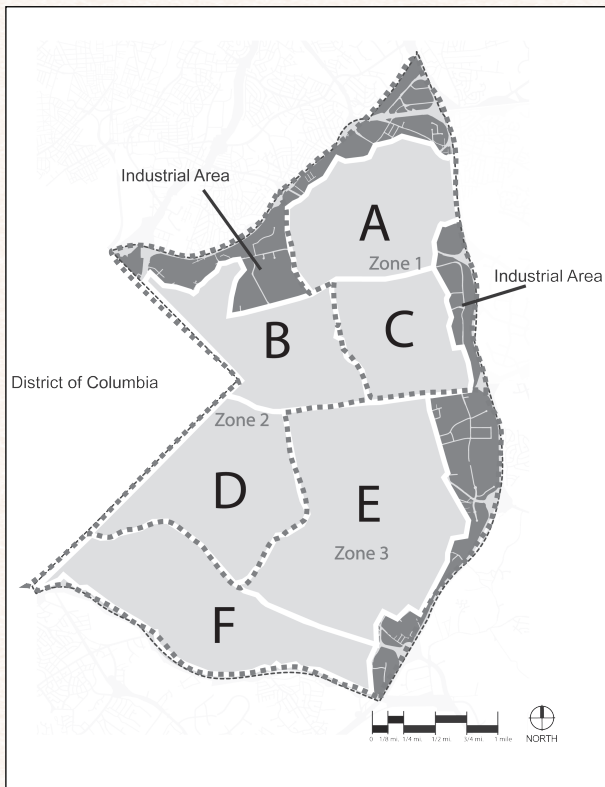 Industrial Area
A
Zone 1
Industrial Area
B
C
District of Columbia
Zone 2
D
E
Zone 3
F
0 1/8 mi. 1/4 mi. 1/2 mi. 3/4 mi. 1 mile
NORTH